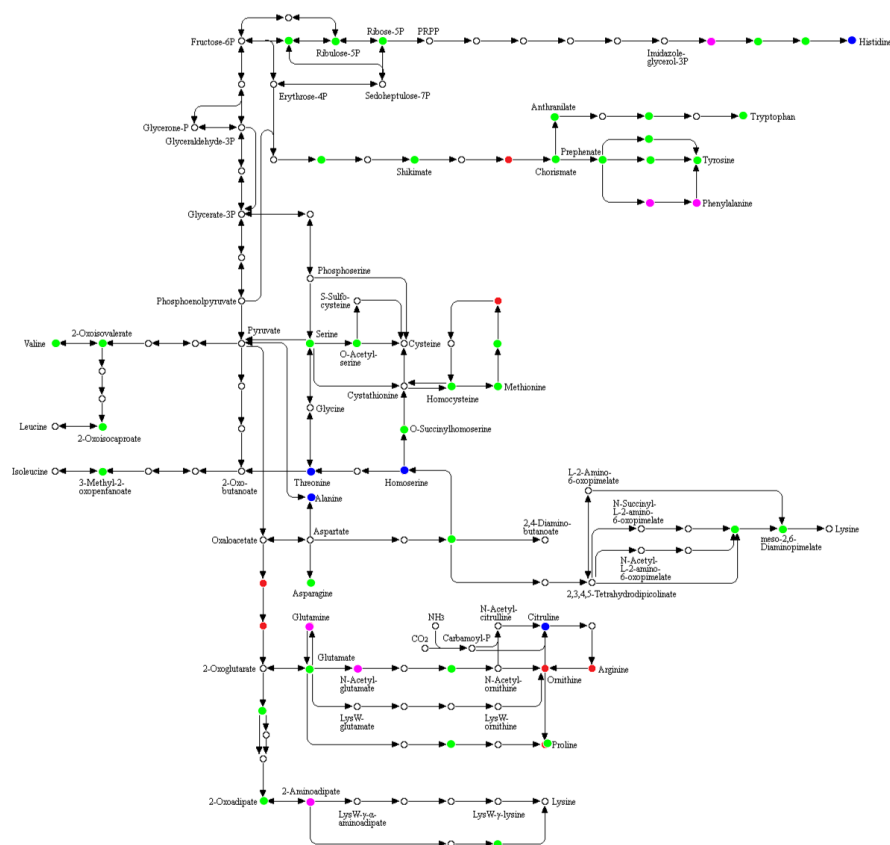 Fructose-6P
Ribulose-5P
Ribose-5P
PRPP
Imidazole-
glycerol-3P
Histidine
Erythrose-4P
Sedoheptulose-7P
Glycerone-P
Glyceraldehyde-3P
Anthranilate
Tryptophan
Shikimate
Chorismate
Prephenate
Tyrosine
Phenylalanine
Glycerate-3P
Phosphoserine
Phosphoenolpyruvate
S-Sulfo-
cysteine
Pyruvate
Serine
Cysteine
O-Acetyl-
serine
Valine
2-Oxoisovalerate
Cystathionine
Homocysteine
Methionine
Glycine
Leucine
2-Oxoisocaproate
O-Succinylhomoserine
Isoleucine
3-Methyl-2-
oxopentanoate
2-Oxo-
butanoate
Threonine
Homoserine
Alanine
L-2-Amino-
6-oxopimelate
N-Succinyl-
L-2-amino-
6-oxopimelate
Oxaloacetate
Aspartate
2,4-Diamino-
butanoate
meso-2,6-
Diaminopimelate
Lysine
N-Acetyl-
L-2-amino-
6-oxopimelate
Asparagine
2,3,4,5-Tetrahydrodipicolinate
Glutamine
NH3
CO2
Carbamoyl-P
N-Acetyl-
citrulline
Citruline
2-Oxoglutarate
Glutamate
N-Acetyl-
glutamate
N-Acetyl-
ornithine
Ornithine
Arginine
LysW-
glutamate
LysW-
ornithine
Proline
2-Oxoadipate
2-Aminoadipate
LysW-γ-α-
aminoadipate
LysW-γ-lysine
Lysine